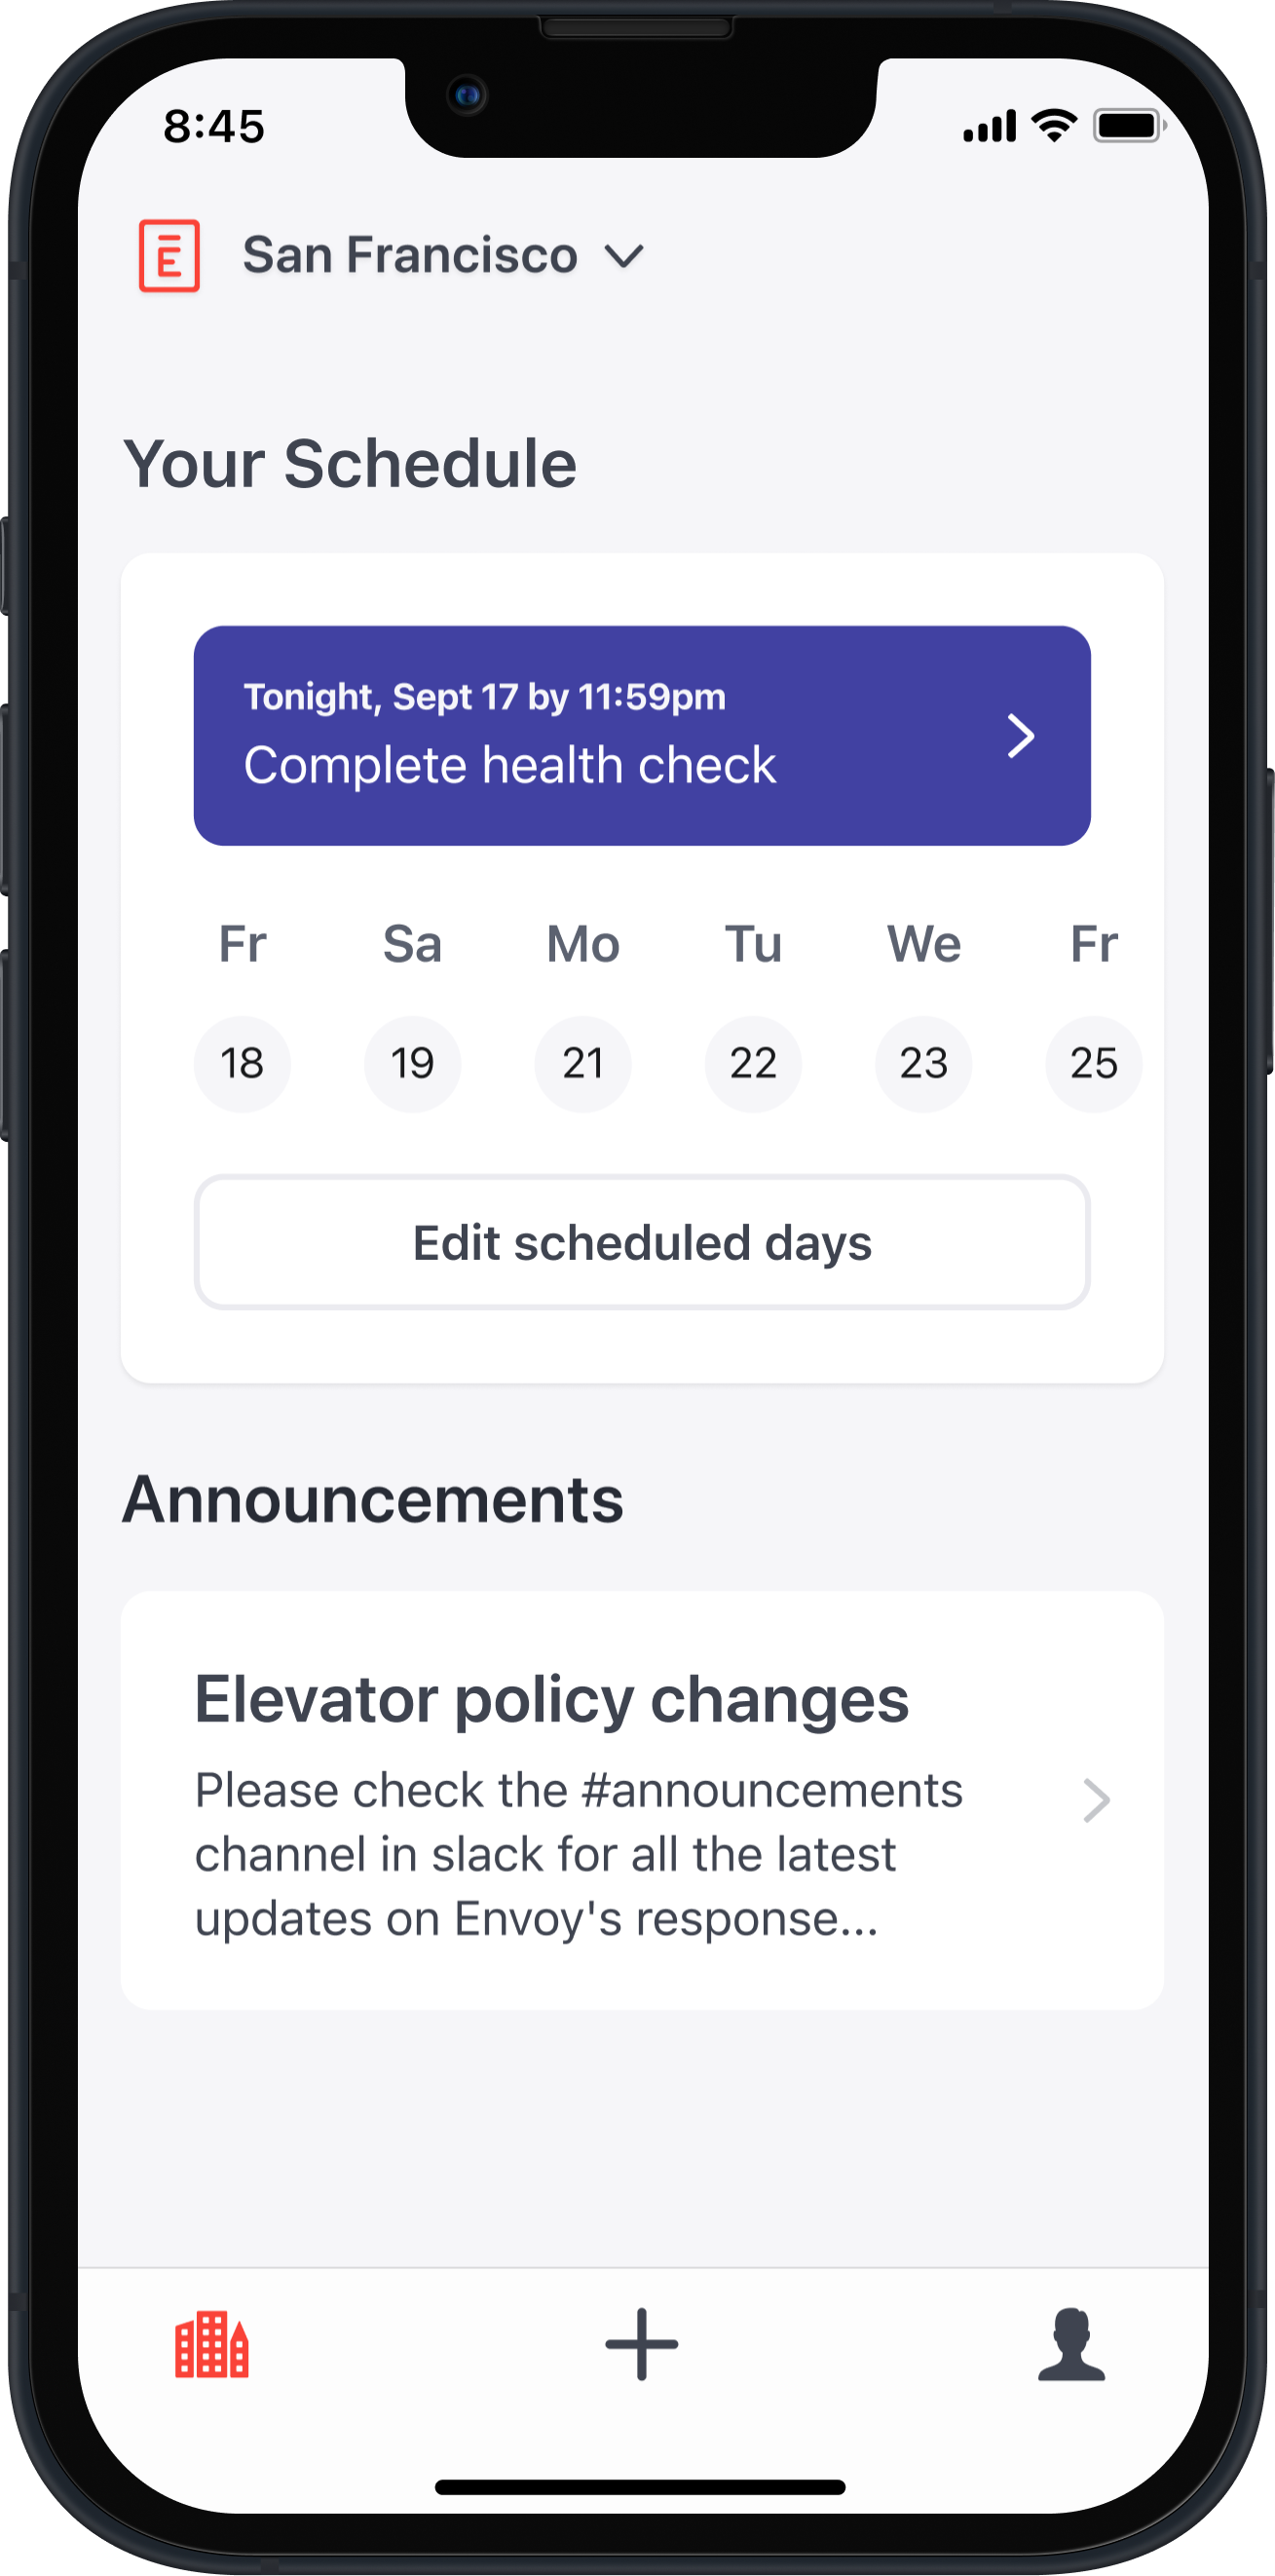 8:45
E
San Francisco
Your Schedule
Tonight, Sept 17 by 11:59pm
Complete health check
Fr Sa Mo Tu We Fr
18 19 21 22 23 25
Edit scheduled days
Announcements
Elevator policy changes
Please check the #announcements
channel in slack for all the latest
updates on Envoy's response...